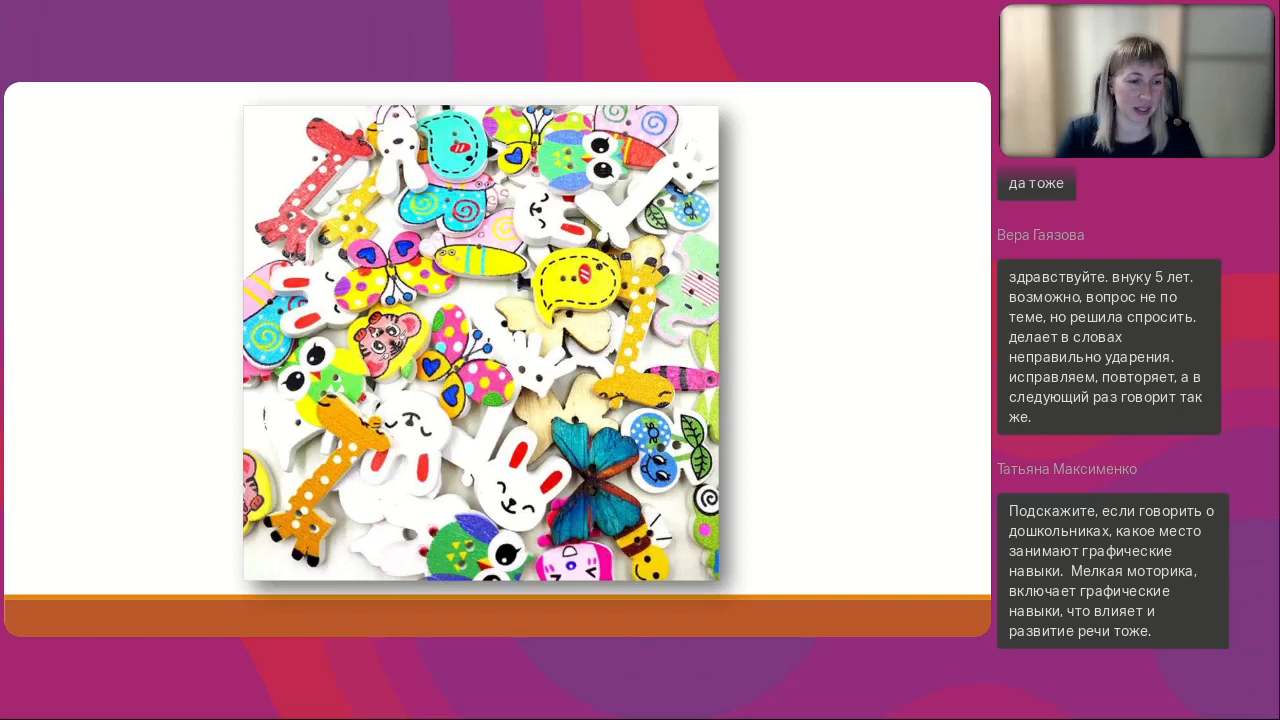 да тоже
Вера Гаязова
здравствуйте. внуку 5 лет.
возможно, вопрос не по
теме, но решила спросить.
делает в словах
неправильно ударения.
исправляем, повторяет, а в
следующий раз говорит так
же.
Татьяна Максименко
Подскажите, если говорить о
дошкольниках, какое место
занимают графические
навыки.  Мелкая моторика,
включает графические
навыки, что влияет и
развитие речи тоже.